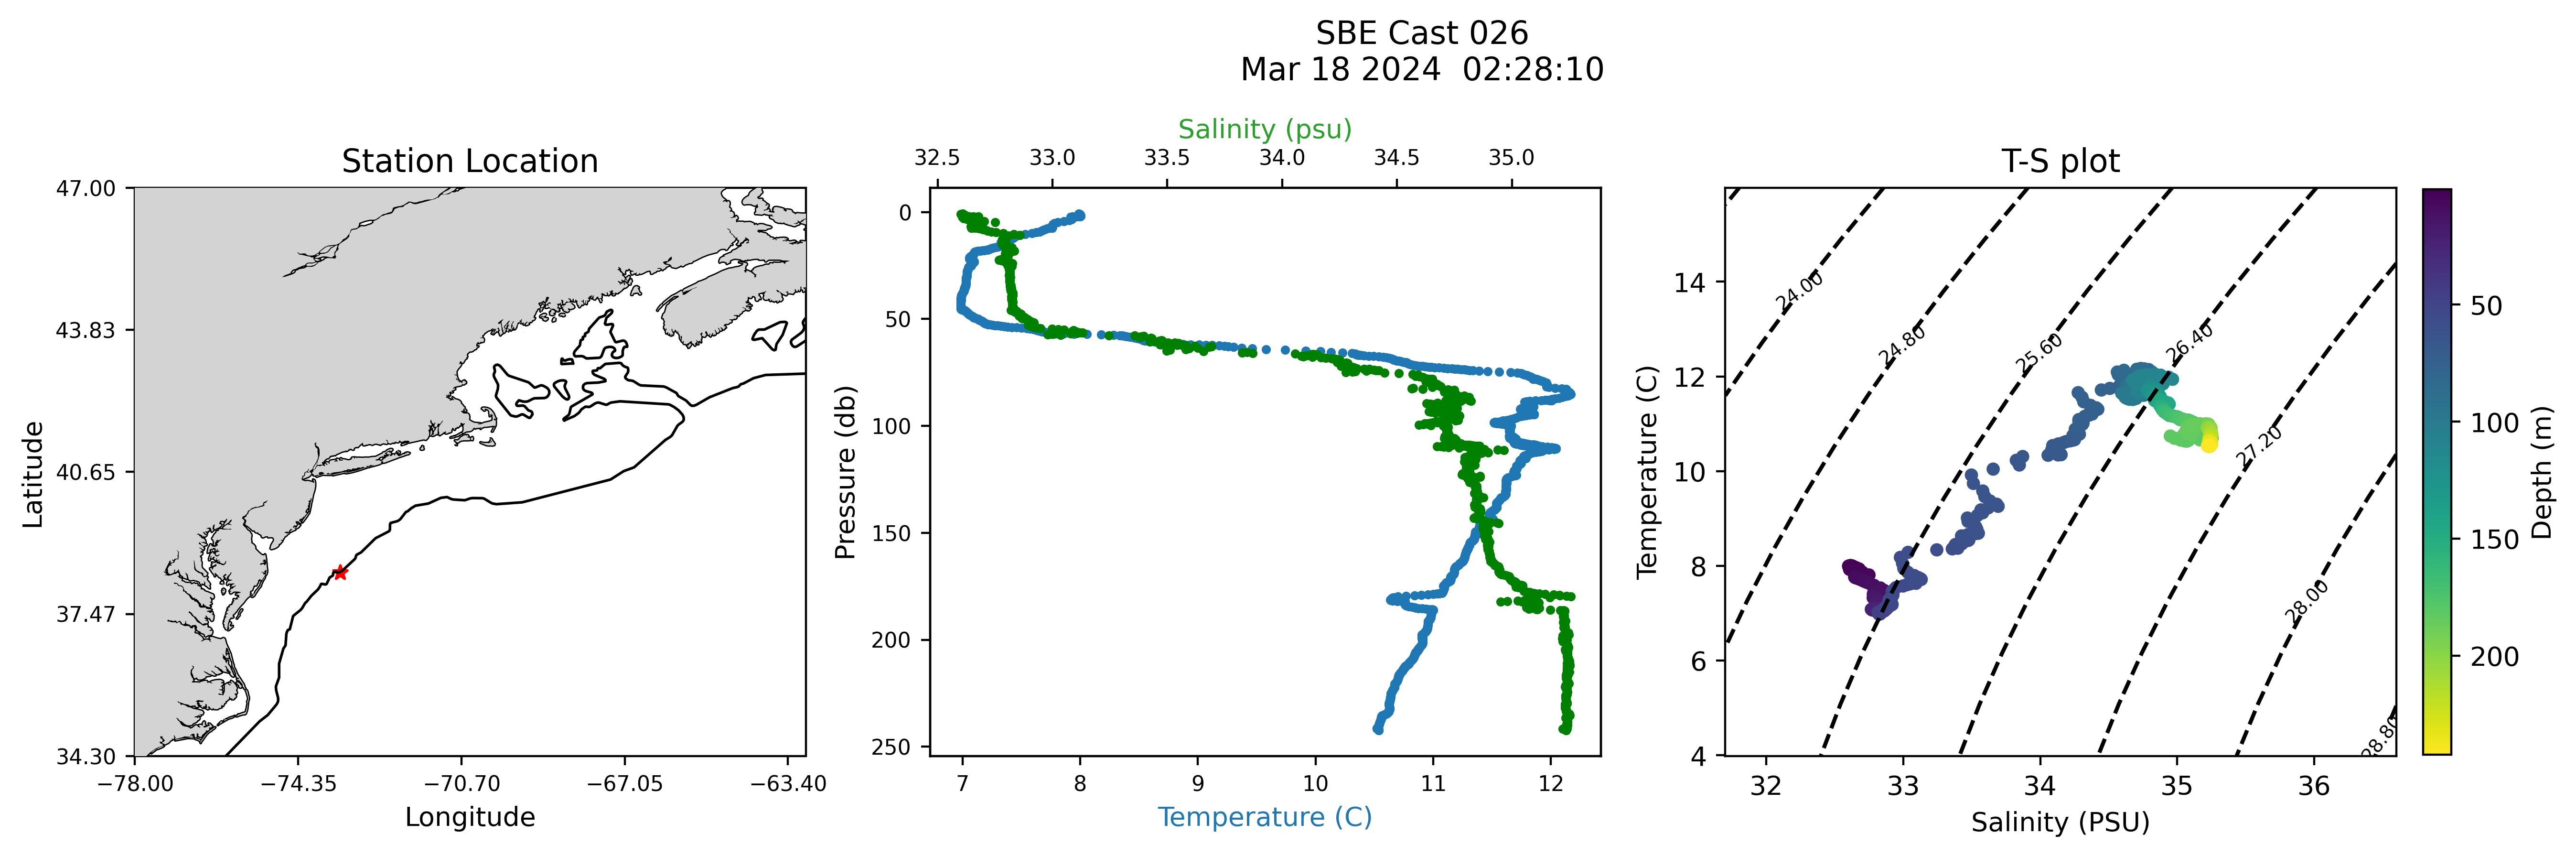 SBE Cast 026
Mar 18 2024  02:28:10
Station Location
47.00
43.83
40.65
37.47
34.30
Latitude
−78.00 −74.35 −70.70 −67.05 −63.40
Longitude
Salinity (psu)
32.5 33.0 33.5 34.0 34.5 35.0
0
50
100
150
200
250
Pressure (db)
7 8 9 10 11 12
Temperature (C)
T-S plot
14
12
10
8
6
4
Temperature (C)
24.00
24.80
25.60
26.40
27.20
28.00
28.80
32 33 34 35 36
Salinity (PSU)
50
100
150
200
Depth (m)